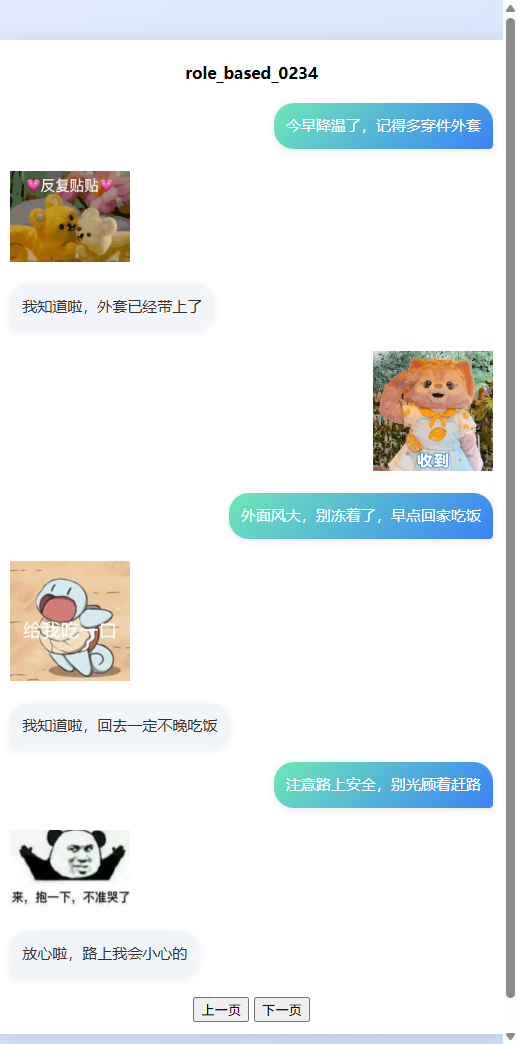 role_based_0234
今早降温了，记得多穿件外套
💗反复贴贴💗
我知道啦，外套已经带上了
收到
外面风大，别冻着了，早点回家吃饭
给我吃一口
我知道啦，回去一定不晚吃饭
注意路上安全，别光顾着赶路
来，抱一下，不准哭了
放心啦，路上我会小心的
上一页 下一页